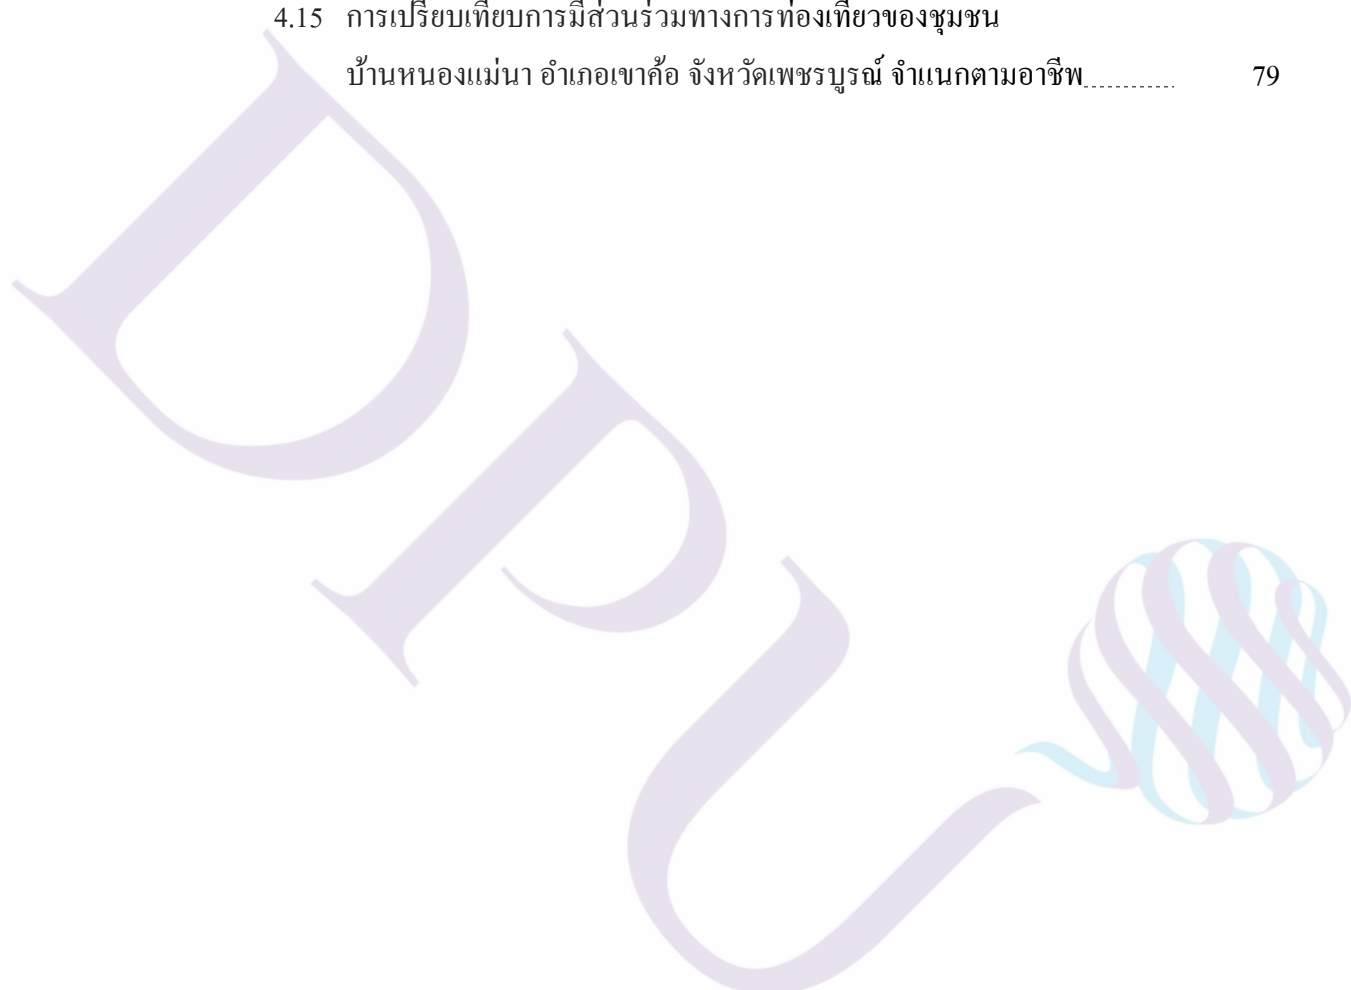 4.15 การเปรียบเทียบการมีส่วนร่วมทางการท่องเที่ยวของชุมชน
บ้านหนองแม่นา อำเภอเขาค้อ จังหวัดเพชรบูรณ์ จำแนกตามอาชีพ............ 79
DPU